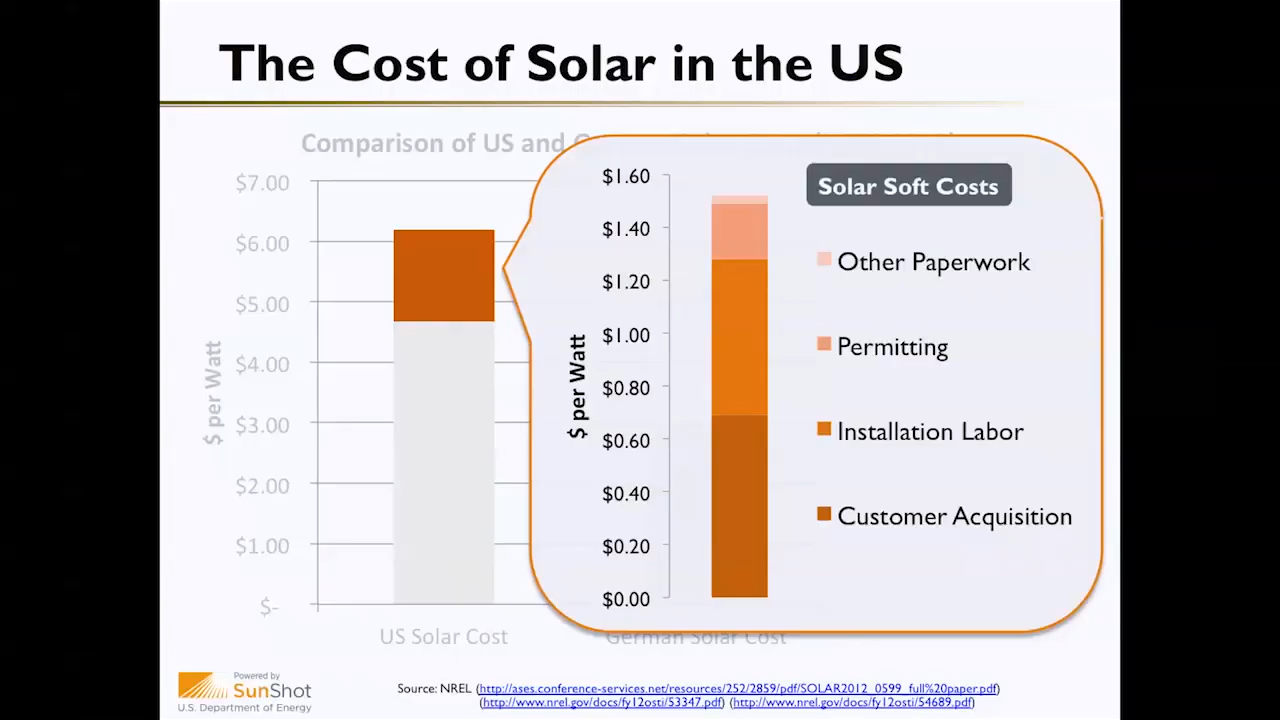 The Cost of Solar in the US
Comparison of US and
$7.00
$6.00
$5.00
$4.00
$3.00
$2.00
$1.00
$-
$ per Watt
US Solar Cost
German Solar Cost
$1.60
$1.40
$1.20
$1.00
$0.80
$0.60
$0.40
$0.20
$0.00
$ per Watt
Solar Soft Costs
Other Paperwork
Permitting
Installation Labor
Customer Acquisition
Powered by
SunShot
U.S. Department of Energy
Source: NREL (http://ases.conference-services.net/resources/252/2859/pdf/SOLAR2012_0599_full%20paper.pdf)
(http://www.nrel.gov/docs/fy12osti/53347.pdf) (http://www.nrel.gov/docs/fy12osti/54689.pdf)